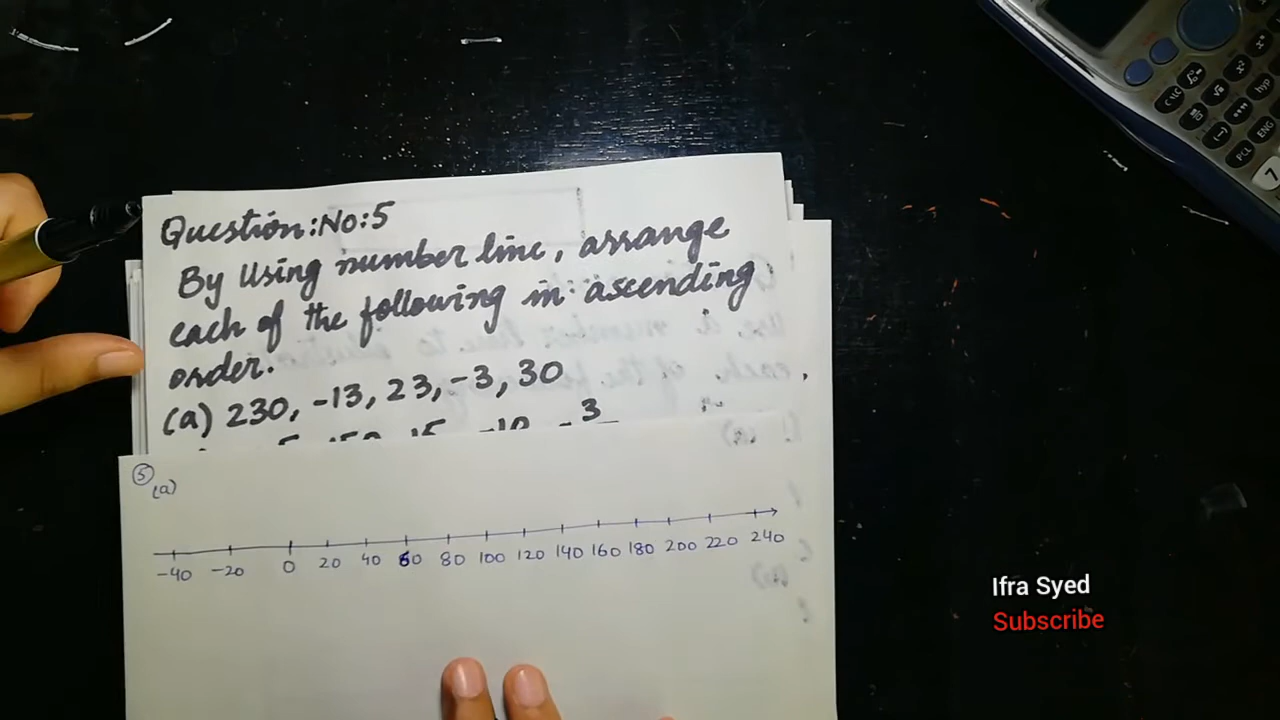 Question:No:5
By Using number line, arrange
each of the following in ascending
order.
(a) 230, -13, 23, -3, 30
5
(a)
-40 -20 0 20 40 60 80 100 120 140 160 180 200 220 240
Ifra Syed
Subscribe